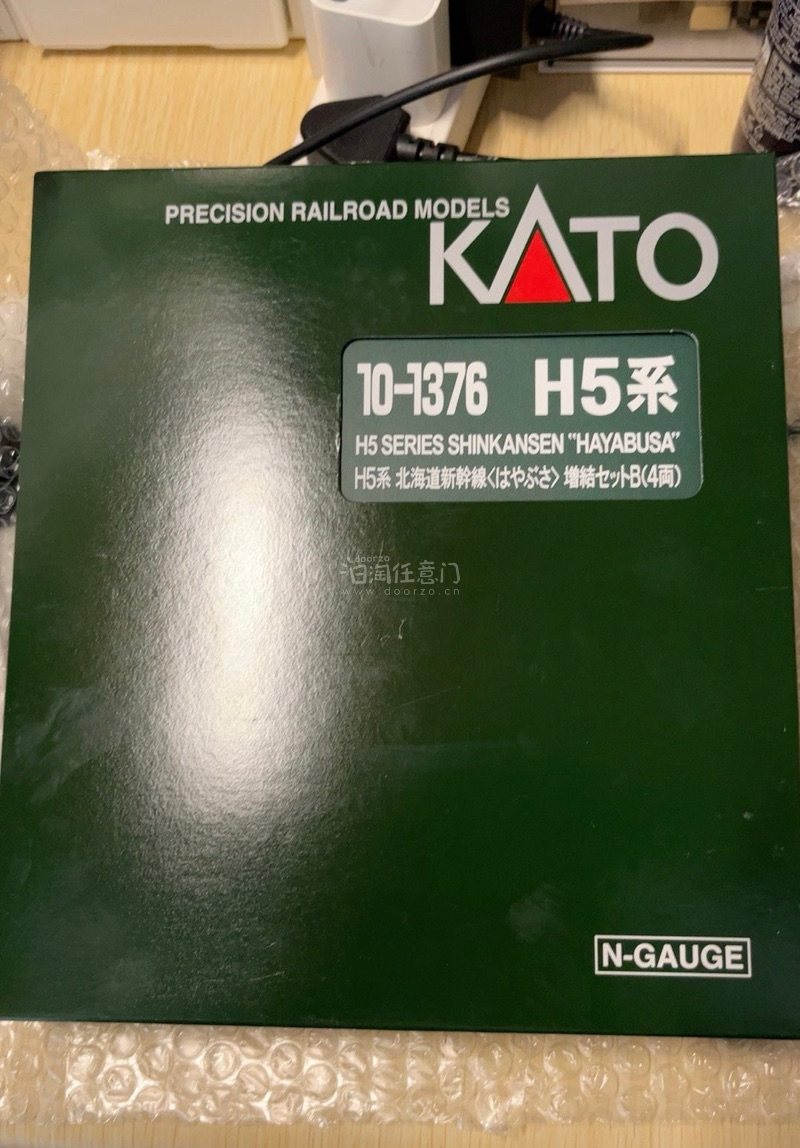 PRECISION RAILROAD MODELS
KATO
10-1376 H5系
H5 SERIES SHINKANSEN "HAYABUSA"
H5系 北海道新幹線〈はやぶさ〉増結セットB(4両)
doorzo
日淘任意门
www.doorzo.cn
N-GAUGE